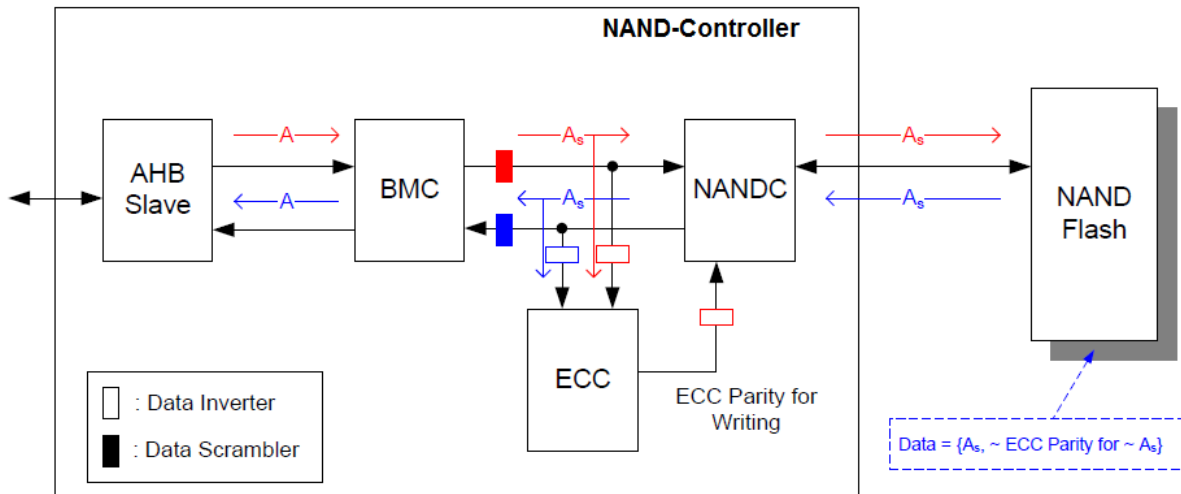 NAND-Controller
A
As
As
AHB
Slave
BMC
NANDC
NAND
Flash
A
As
As
ECC
ECC Parity for
Writing
: Data Inverter
: Data Scrambler
Data = {As, ~ ECC Parity for ~ As}